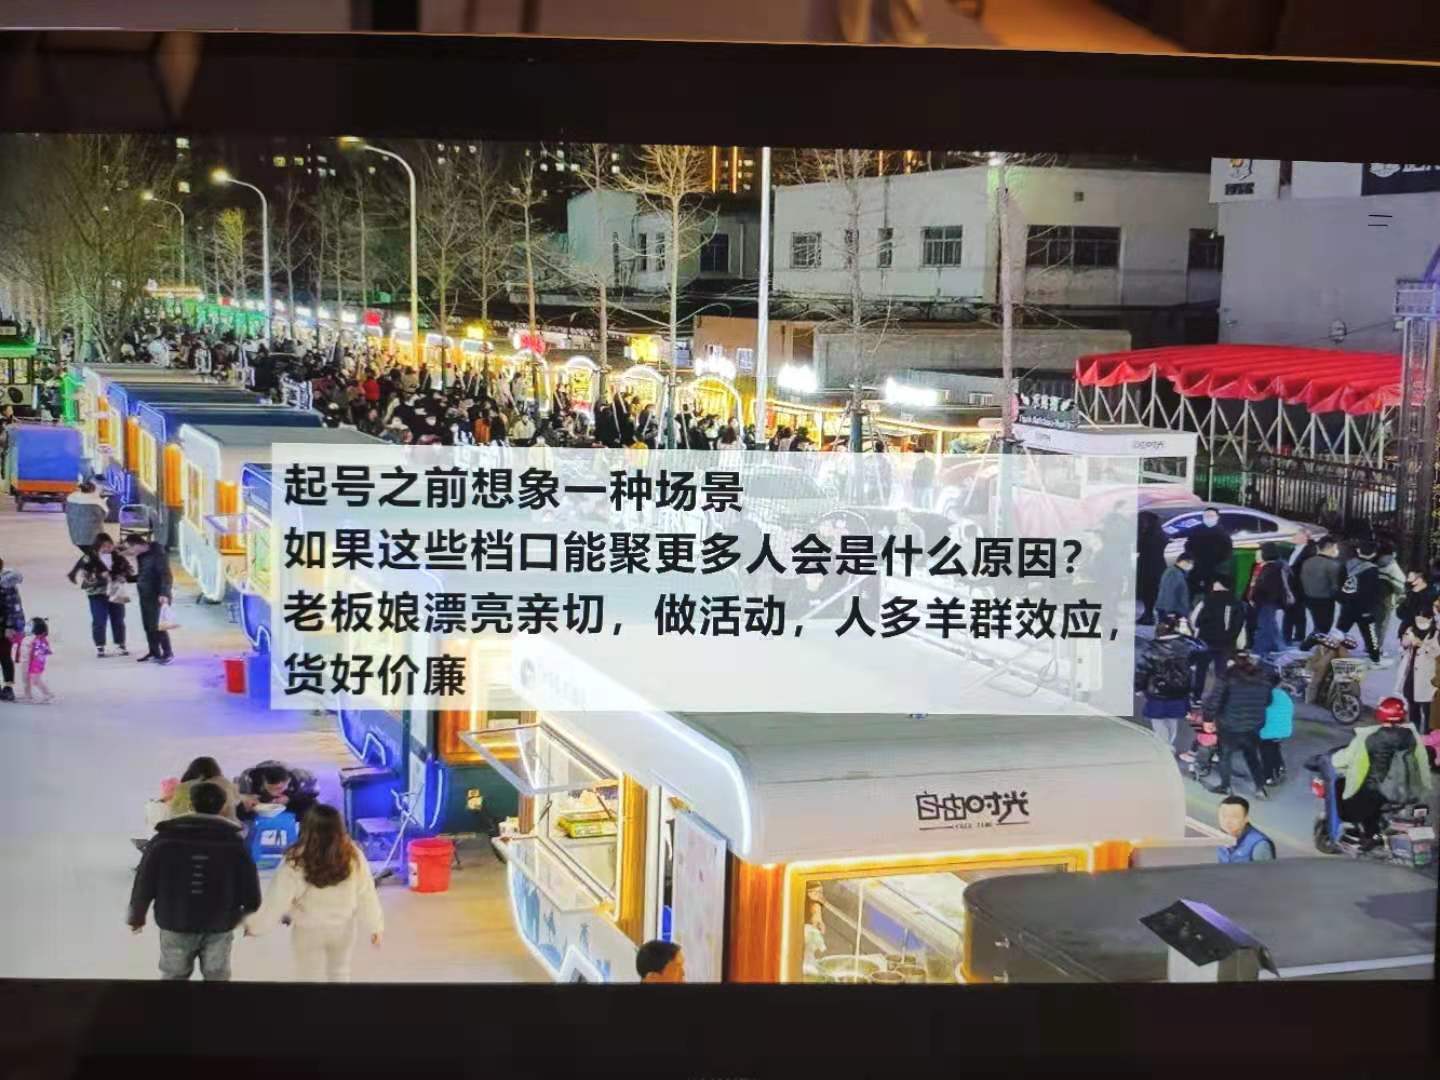 起号之前想象一种场景
如果这些档口能聚更多人会是什么原因？
老板娘漂亮亲切，做活动，人多羊群效应，
货好价廉
自由时光